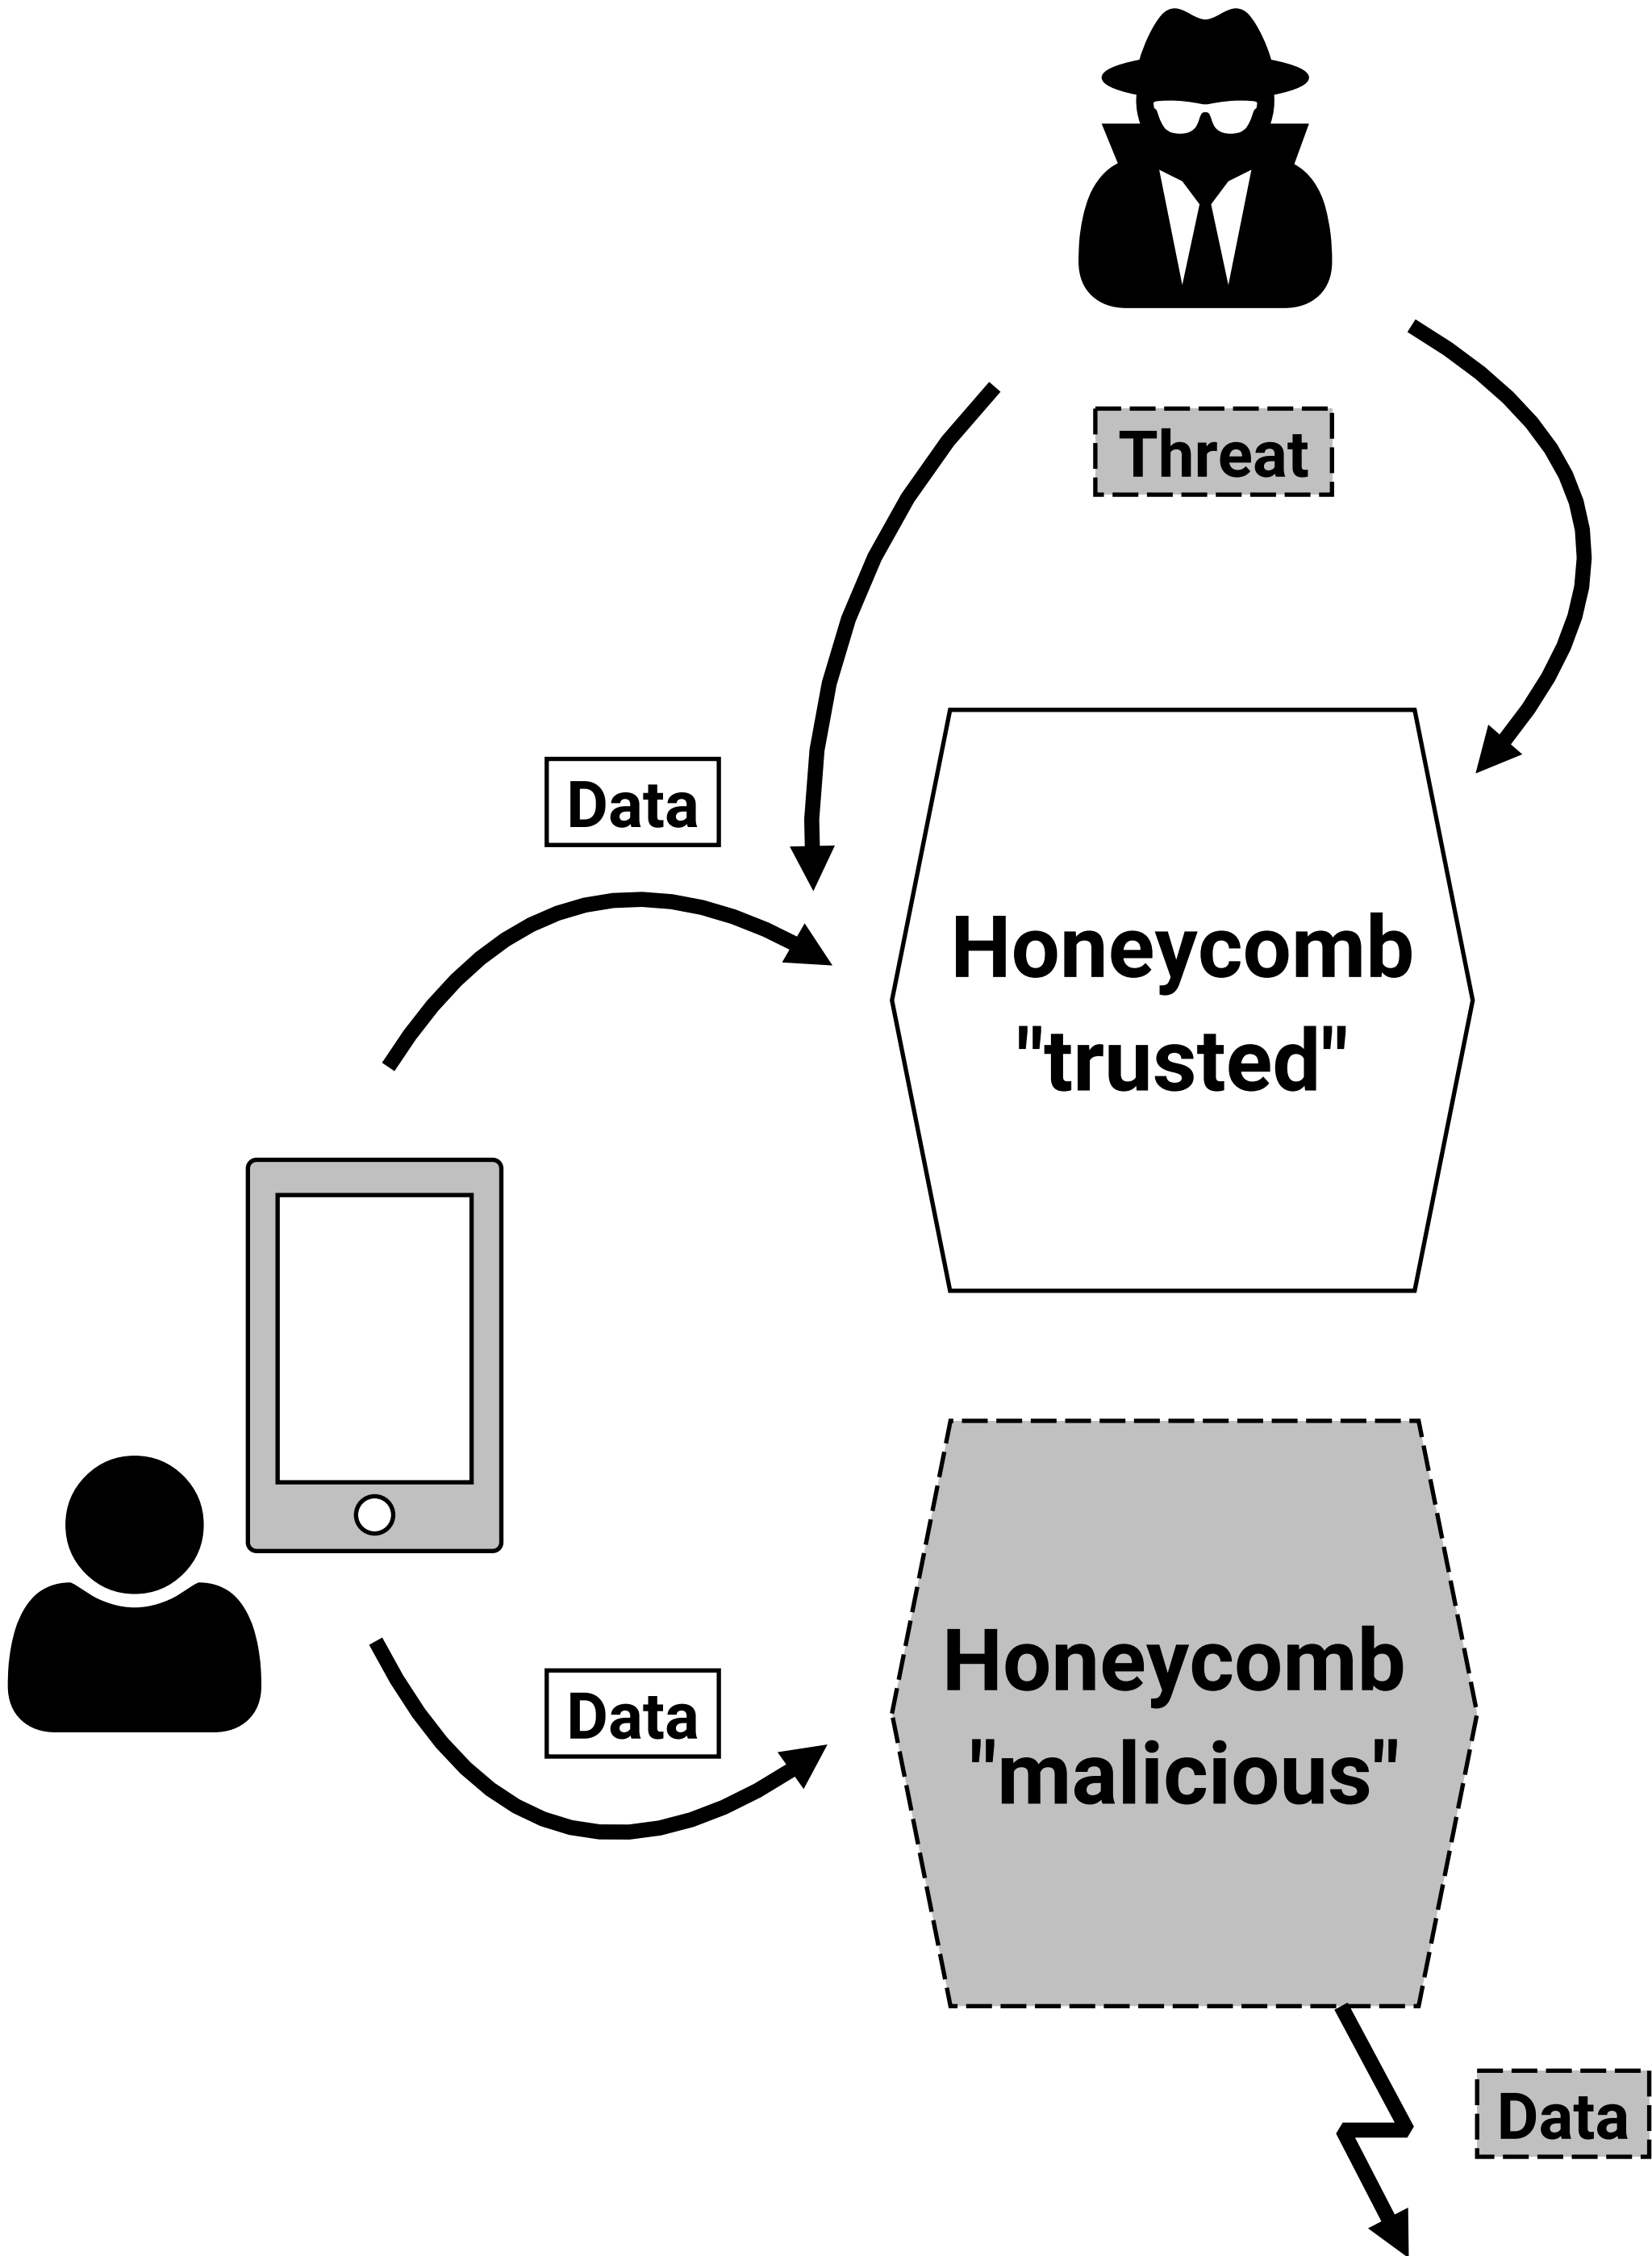 Threat
Data
Honeycomb
"trusted"
Honeycomb
"malicious"
Data
Data